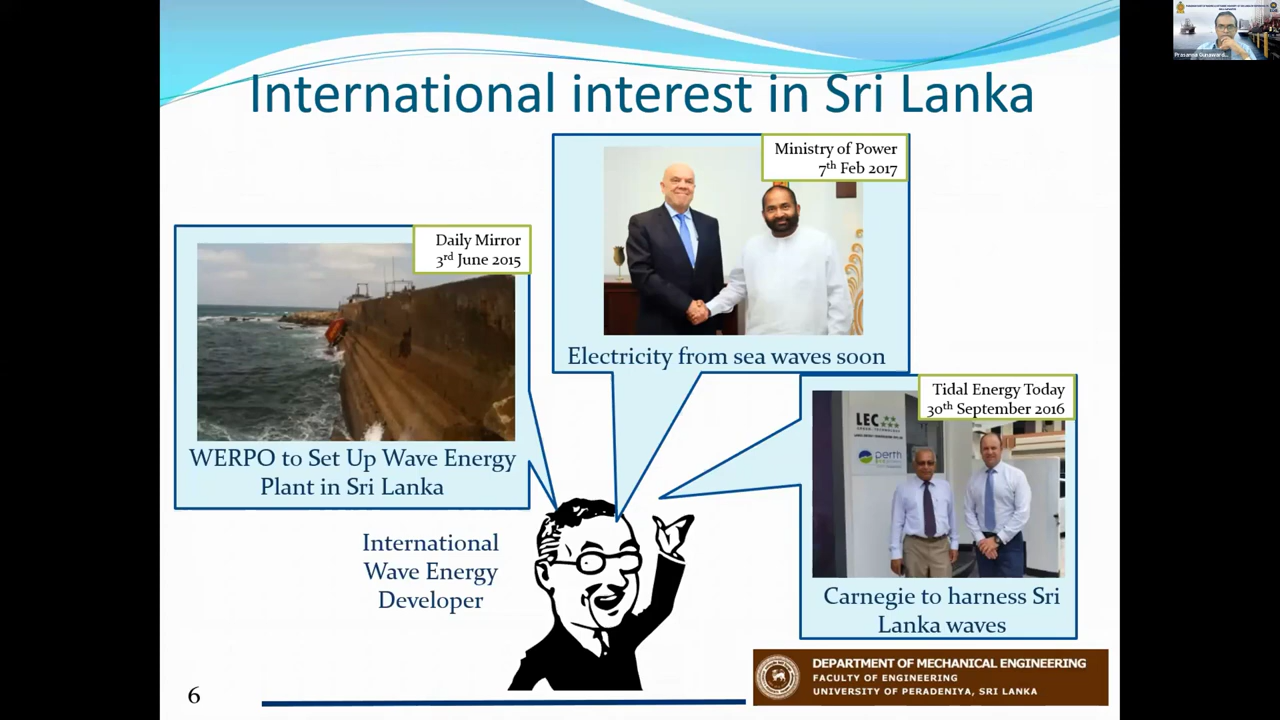 International interest in Sri Lanka
Ministry of Power
7th Feb 2017
Electricity from sea waves soon
Daily Mirror
3rd June 2015
WERPO to Set Up Wave Energy
Plant in Sri Lanka
Tidal Energy Today
30th September 2016
LEC
perth
Carnegie to harness Sri
Lanka waves
International
Wave Energy
Developer
DEPARTMENT OF MECHANICAL ENGINEERING
FACULTY OF ENGINEERING
UNIVERSITY OF PERADENIYA, SRI LANKA
6